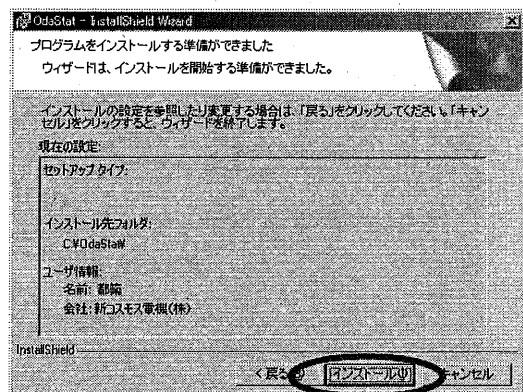 OdaStat - InstallShield Wizard
プログラムをインストールする準備ができました
ウィザードは、インストールを開始する準備ができました。
インストールの設定を参照したり変更する場合は、「戻る」をクリックしてください。「キャン
セル」をクリックすると、ウィザードを終了します。
現在の設定:
セットアップ タイプ:
インストール先フォルダ:
C:¥OdaStat¥
ユーザ情報:
名前: 都築
会社: 新コスモス電機(株)
InstallShield
< 戻る
インストール(I)
キャンセル